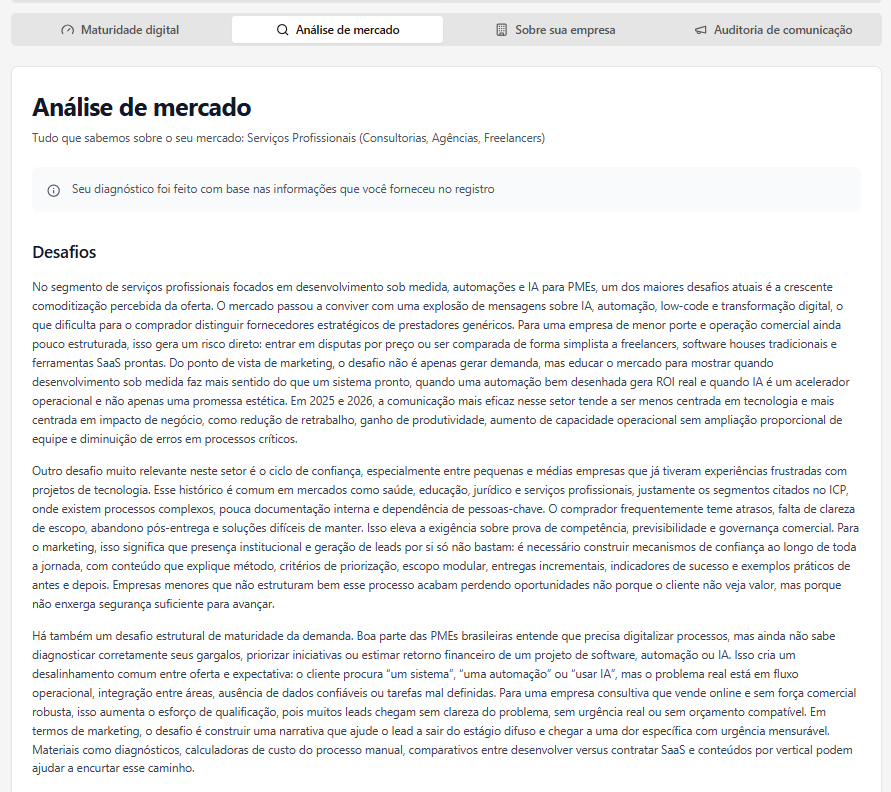 Maturidade digital
Análise de mercado
Sobre sua empresa
Auditoria de comunicação
Análise de mercado
Tudo que sabemos sobre o seu mercado: Serviços Profissionais (Consultorias, Agências, Freelancers)
Seu diagnóstico foi feito com base nas informações que você forneceu no registro
Desafios
No segmento de serviços profissionais focados em desenvolvimento sob medida, automações e IA para PMEs, um dos maiores desafios atuais é a crescente
comoditização percebida da oferta. O mercado passou a conviver com uma explosão de mensagens sobre IA, automação, low-code e transformação digital, o
que dificulta para o comprador distinguir fornecedores estratégicos de prestadores genéricos. Para uma empresa de menor porte e operação comercial ainda
pouco estruturada, isso gera um risco direto: entrar em disputas por preço ou ser comparada de forma simplista a freelancers, software houses tradicionais e
ferramentas SaaS prontas. Do ponto de vista de marketing, o desafio não é apenas gerar demanda, mas educar o mercado para mostrar quando
desenvolvimento sob medida faz mais sentido do que um sistema pronto, quando uma automação bem desenhada gera ROI real e quando IA é um acelerador
operacional e não apenas uma promessa estética. Em 2025 e 2026, a comunicação mais eficaz nesse setor tende a ser menos centrada em tecnologia e mais
centrada em impacto de negócio, como redução de retrabalho, ganho de produtividade, aumento de capacidade operacional sem ampliação proporcional de
equipe e diminuição de erros em processos críticos.
Outro desafio muito relevante neste setor é o ciclo de confiança, especialmente entre pequenas e médias empresas que já tiveram experiências frustradas com
projetos de tecnologia. Esse histórico é comum em mercados como saúde, educação, jurídico e serviços profissionais, justamente os segmentos citados no ICP,
onde existem processos complexos, pouca documentação interna e dependência de pessoas-chave. O comprador frequentemente teme atrasos, falta de clareza
de escopo, abandono pós-entrega e soluções difíceis de manter. Isso eleva a exigência sobre prova de competência, previsibilidade e governança comercial. Para
o marketing, isso significa que presença institucional e geração de leads por si só não bastam: é necessário construir mecanismos de confiança ao longo de toda
a jornada, com conteúdo que explique método, critérios de priorização, escopo modular, entregas incrementais, indicadores de sucesso e exemplos práticos de
antes e depois. Empresas menores que não estruturam bem esse processo acabam perdendo oportunidades não porque o cliente não veja valor, mas porque
não enxerga segurança suficiente para avançar.
Há também um desafio estrutural de maturidade da demanda. Boa parte das PMEs brasileiras entende que precisa digitalizar processos, mas ainda não sabe
diagnosticar corretamente seus gargalos, priorizar iniciativas ou estimar retorno financeiro de um projeto de software, automação ou IA. Isso cria um
desalinhamento comum entre oferta e expectativa: o cliente procura “um sistema”, “uma automação” ou “usar IA”, mas o problema real está em fluxo
operacional, integração entre áreas, ausência de dados confiáveis ou tarefas mal definidas. Para uma empresa consultiva que vende online e sem força comercial
robusta, isso aumenta o esforço de qualificação, pois muitos leads chegam sem clareza do problema, sem urgência real ou sem orçamento compatível. Em
termos de marketing, o desafio é construir uma narrativa que ajude o lead a sair do estágio difuso e chegar a uma dor específica com urgência mensurável.
Materiais como diagnósticos, calculadoras de custo do processo manual, comparativos entre desenvolver versus contratar SaaS e conteúdos por vertical podem
ajudar a encurtar esse caminho.